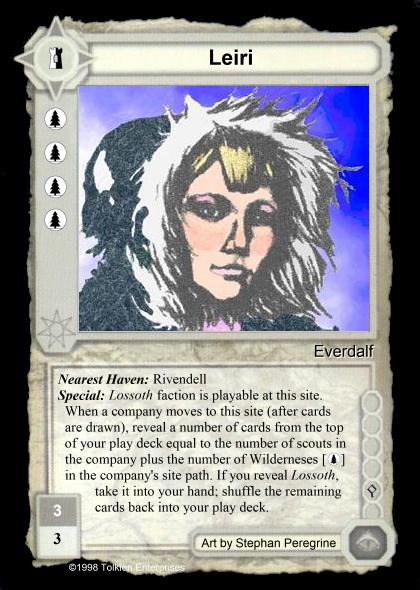 Leiri
Everdalf
Nearest Haven: Rivendell
Special: Lossoth faction is playable at this site.
When a company moves to this site (after cards
are drawn), reveal a number of cards from the top
of your play deck equal to the number of scouts in
the company plus the number of Wilderneses [ ]
in the company's site path. If you reveal Lossoth,
take it into your hand; shuffle the remaining
cards back into your play deck.
3
3
Art by Stephan Peregrine
©1998 Tolkien Enterprises